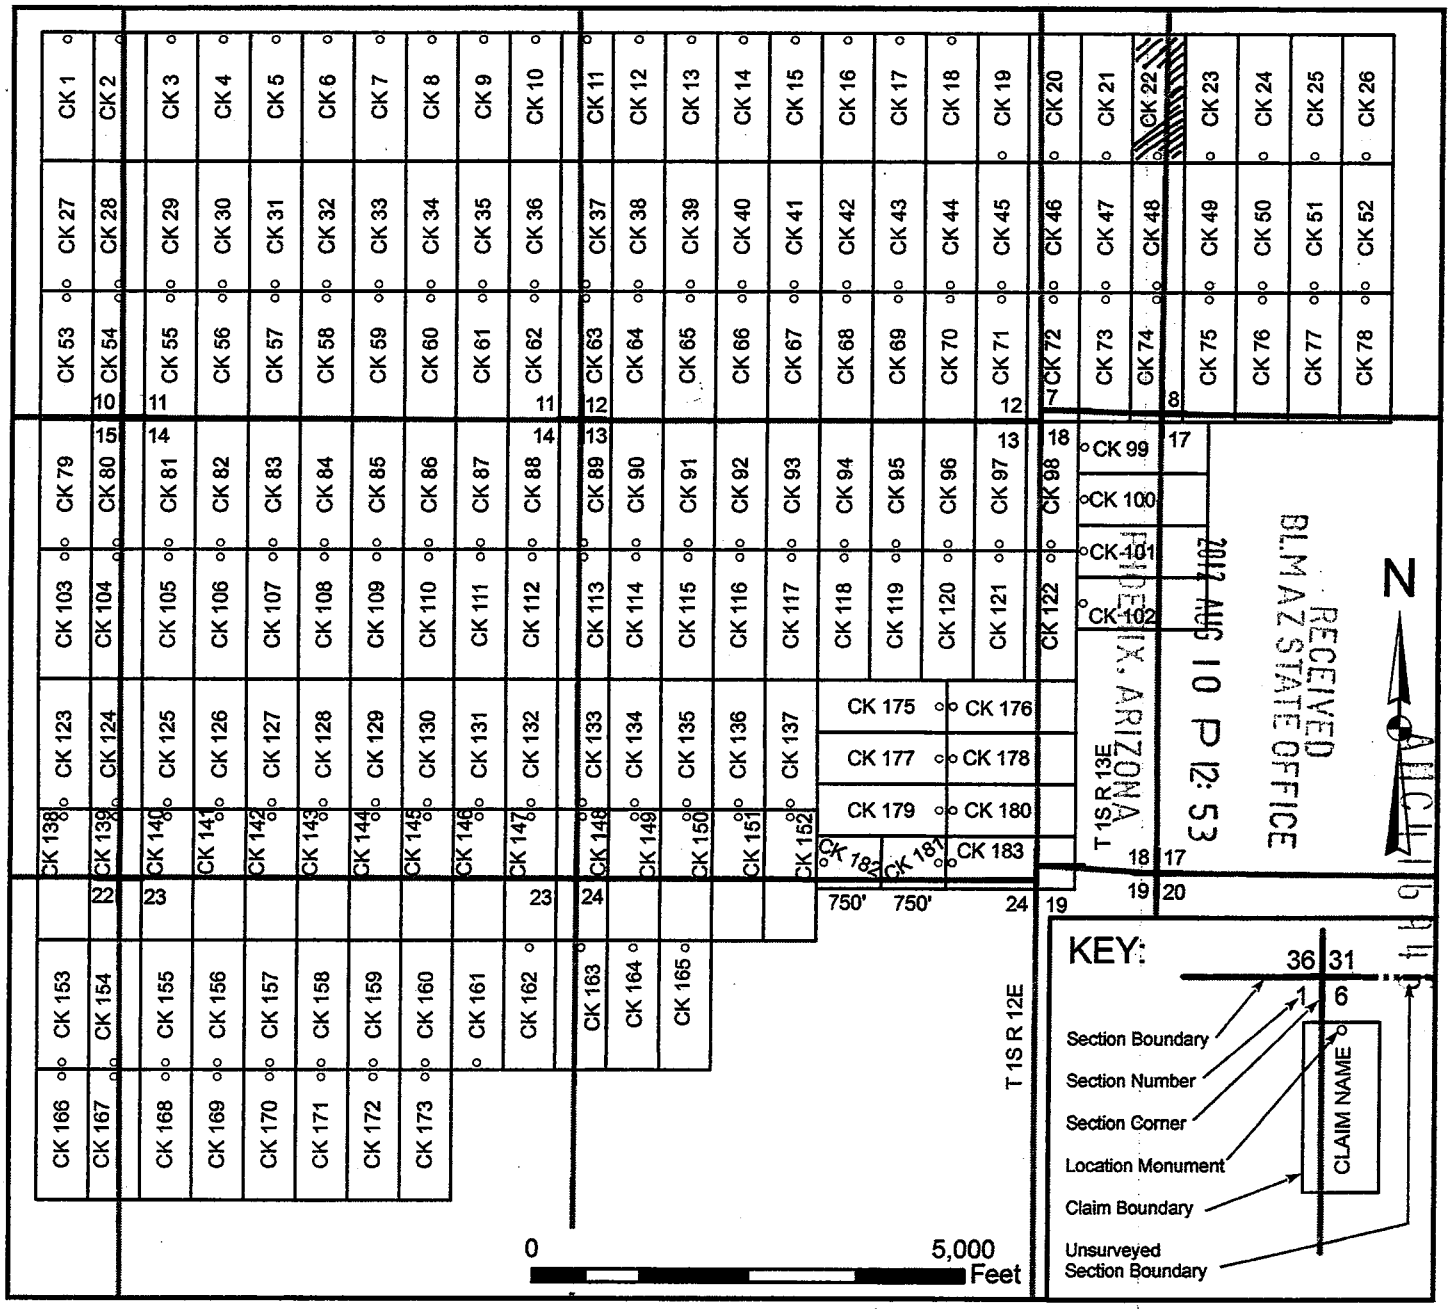 CK 1 CK 2 CK 3 CK 4 CK 5 CK 6 CK 7 CK 8 CK 9 CK 10 CK 11 CK 12 CK 13 CK 14 CK 15 CK 16 CK 17 CK 18 CK 19 CK 20 CK 21 CK 22 CK 23 CK 24 CK 25 CK 26
CK 27 CK 28 CK 29 CK 30 CK 31 CK 32 CK 33 CK 34 CK 35 CK 36 CK 37 CK 38 CK 39 CK 40 CK 41 CK 42 CK 43 CK 44 CK 45 CK 46 CK 47 CK 48 CK 49 CK 50 CK 51 CK 52
CK 53 CK 54 CK 55 CK 56 CK 57 CK 58 CK 59 CK 60 CK 61 CK 62 CK 63 CK 64 CK 65 CK 66 CK 67 CK 68 CK 69 CK 70 CK 71 CK 72 CK 73 CK 74 CK 75 CK 76 CK 77 CK 78
10 11 11 12 12 7 8
15 14 14 13 13 18 17
CK 79 CK 80 CK 81 CK 82 CK 83 CK 84 CK 85 CK 86 CK 87 CK 88 CK 89 CK 90 CK 91 CK 92 CK 93 CK 94 CK 95 CK 96 CK 97 CK 98
CK 99
CK 100
CK 101
CK 102
CK 103 CK 104 CK 105 CK 106 CK 107 CK 108 CK 109 CK 110 CK 111 CK 112 CK 113 CK 114 CK 115 CK 116 CK 117 CK 118 CK 119 CK 120 CK 121 CK 122
CK 123 CK 124 CK 125 CK 126 CK 127 CK 128 CK 129 CK 130 CK 131 CK 132 CK 133 CK 134 CK 135 CK 136 CK 137
CK 175 CK 176
CK 177 CK 178
CK 179 CK 180
CK 182 CK 181 CK 183
CK 138 CK 139 CK 140 CK 141 CK 142 CK 143 CK 144 CK 145 CK 146 CK 147 CK 148 CK 149 CK 150 CK 151 CK 152
18 17
22 23 23 24 750' 750' 24 19 19 20
CK 153 CK 154 CK 155 CK 156 CK 157 CK 158 CK 159 CK 160 CK 161 CK 162 CK 163 CK 164 CK 165
CK 166 CK 167 CK 168 CK 169 CK 170 CK 171 CK 172 CK 173
T 1S R 12E
T 1S R 13E
RECEIVED
BLM AZ STATE OFFICE
2012 AUG 10 P 12: 53
PHOENIX, ARIZONA
N
KEY:
36 31
1 6
Section Boundary
Section Number
Section Corner
Location Monument
Claim Boundary
Unsurveyed
Section Boundary
CLAIM NAME
0 5,000
Feet